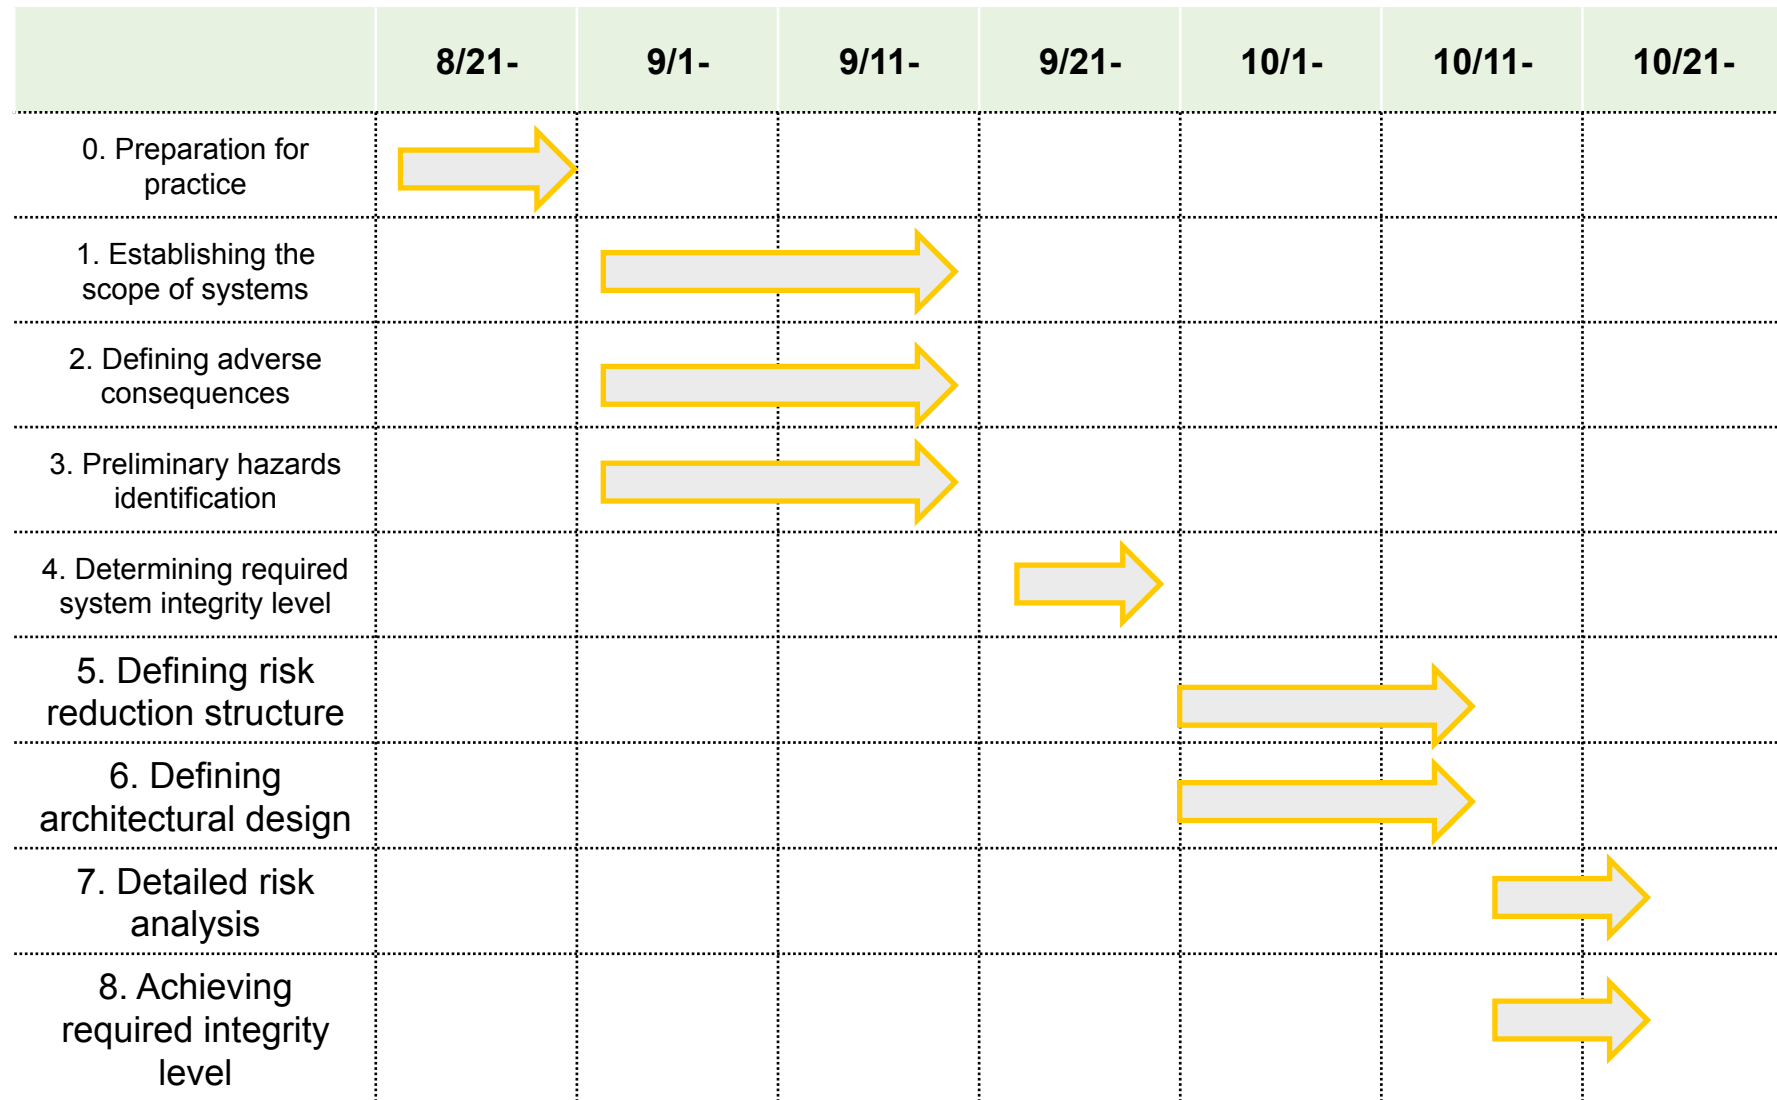 8/21- 9/1- 9/11- 9/21- 10/1- 10/11- 10/21-
0. Preparation for
practice
1. Establishing the
scope of systems
2. Defining adverse
consequences
3. Preliminary hazards
identification
4. Determining required
system integrity level
5. Defining risk
reduction structure
6. Defining
architectural design
7. Detailed risk
analysis
8. Achieving
required integrity
level